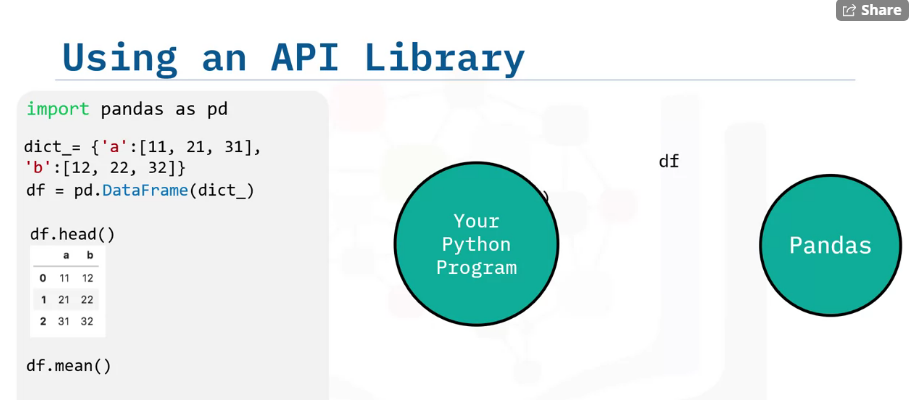 Share
Using an API Library
import pandas as pd
dict_= {'a':[11, 21, 31],
'b':[12, 22, 32]}
df = pd.DataFrame(dict_)
df.head()
a b
0 11 12
1 21 22
2 31 32
df.mean()
df
)
Your
Python
Program
Pandas